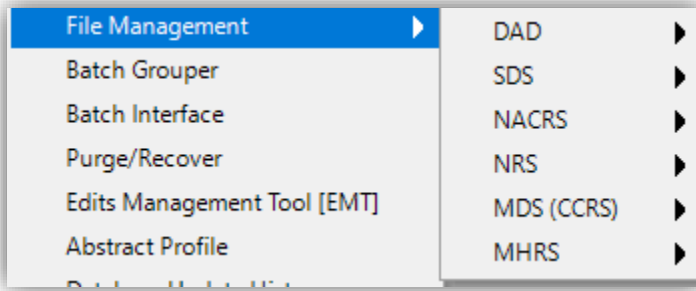 File Management
Batch Grouper
Batch Interface
Purge/Recover
Edits Management Tool [EMT]
Abstract Profile
DAD
SDS
NACRS
NRS
MDS (CCRS)
MHRS